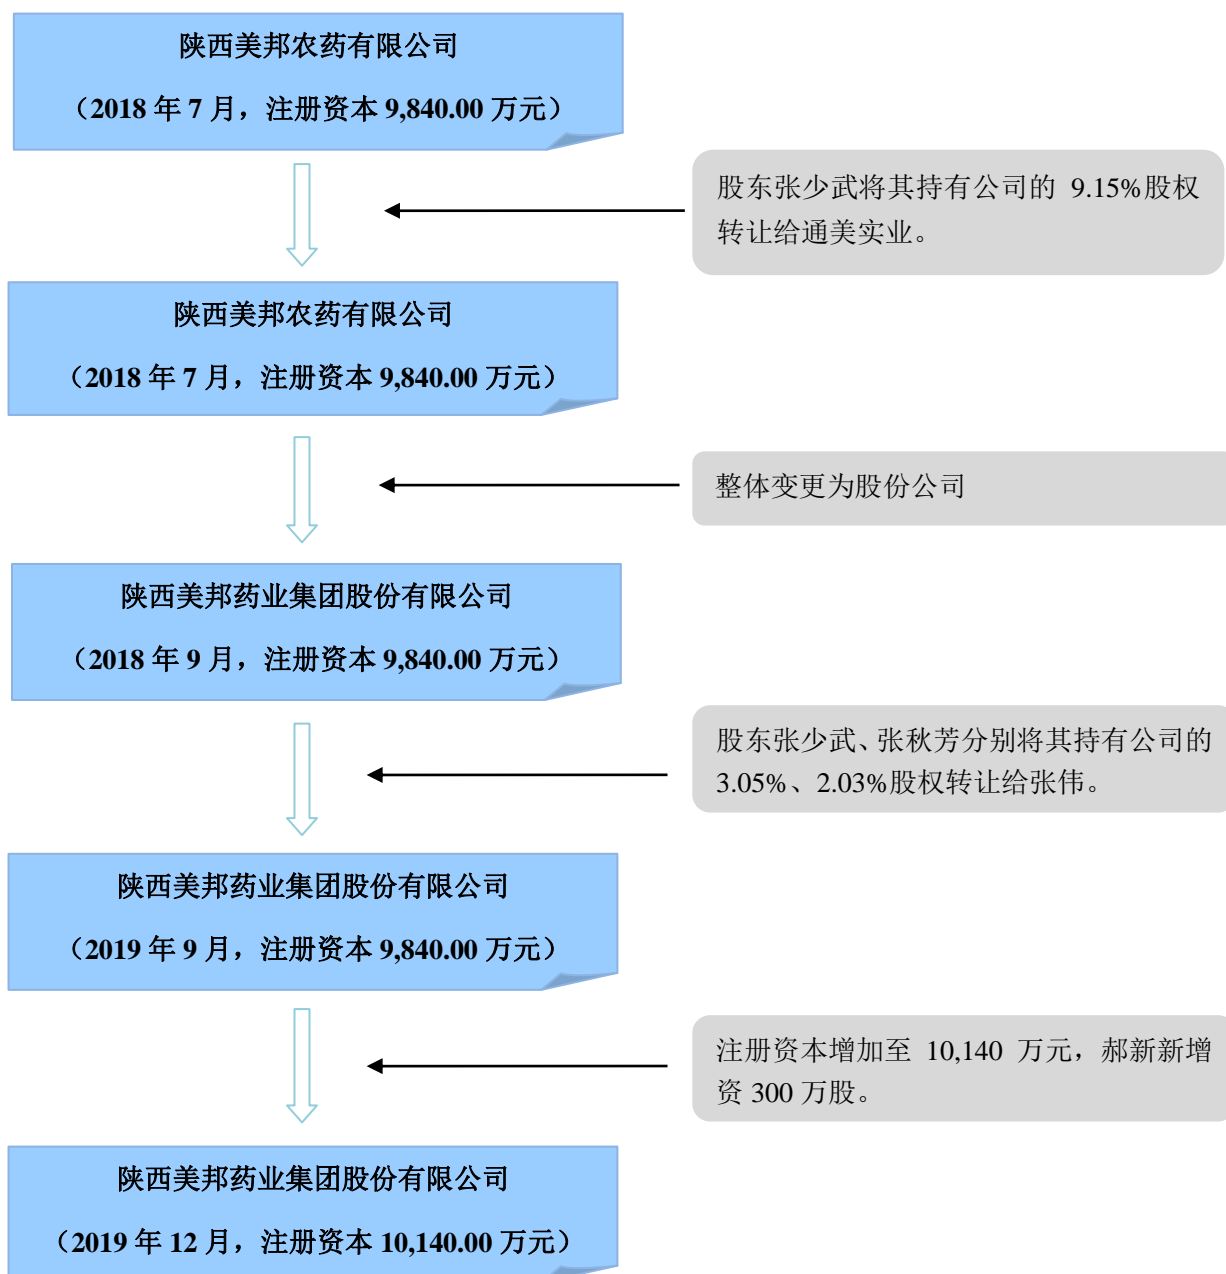 陕西美邦农药有限公司
（2018 年 7 月，注册资本 9,840.00 万元）
股东张少武将其持有公司的 9.15%股权
转让给通美实业。
陕西美邦农药有限公司
（2018 年 7 月，注册资本 9,840.00 万元）
整体变更为股份公司
陕西美邦药业集团股份有限公司
（2018 年 9 月，注册资本 9,840.00 万元）
股东张少武、张秋芳分别将其持有公司的
3.05%、2.03%股权转让给张伟。
陕西美邦药业集团股份有限公司
（2019 年 9 月，注册资本 9,840.00 万元）
注册资本增加至 10,140 万元，郝新新增
资 300 万股。
陕西美邦药业集团股份有限公司
（2019 年 12 月，注册资本 10,140.00 万元）